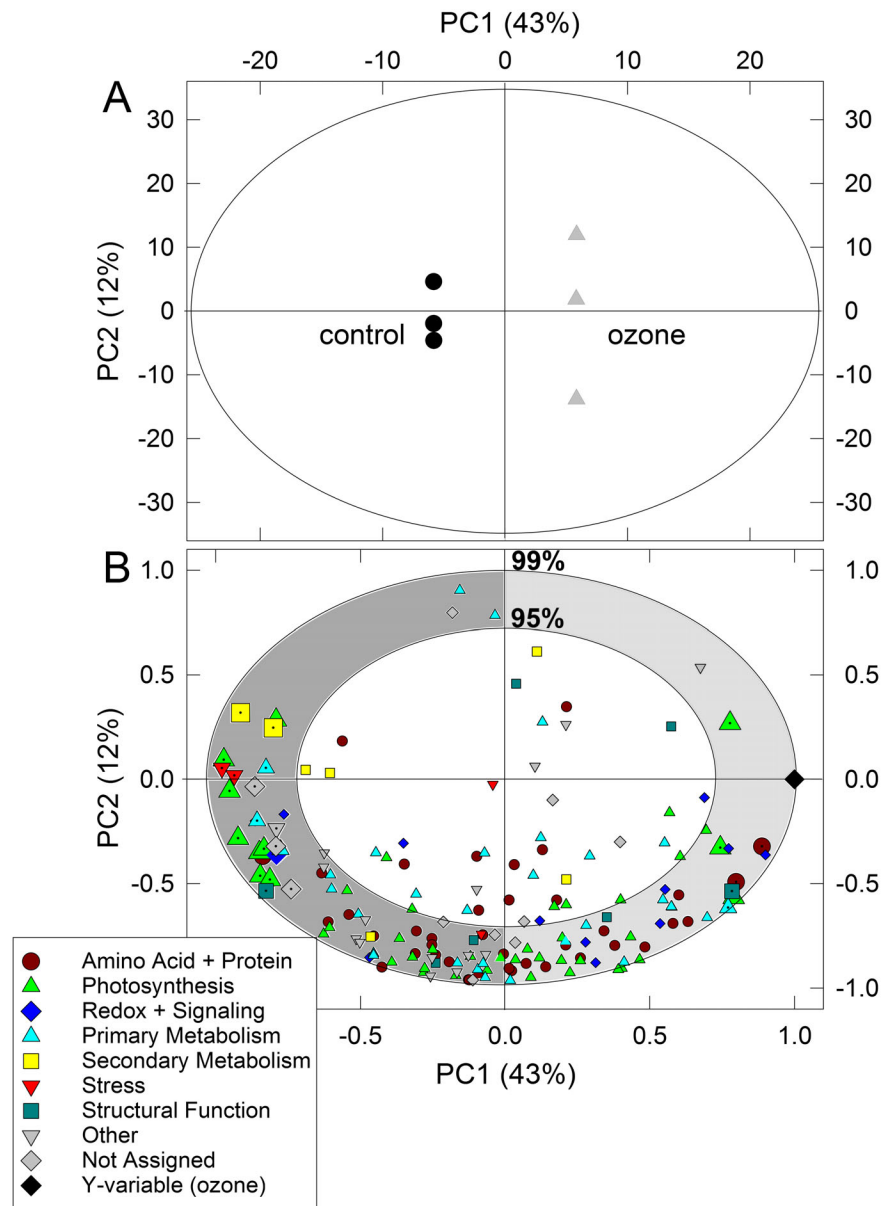 PC1 (43%)
-20 -10 0 10 20
A
30 30
20 20
10 10
0 0
-10 -10
-20 -20
-30 -30
PC2 (12%)
control ozone
B
99%
95%
1.0 1.0
0.5 0.5
0.0 0.0
-0.5 -0.5
-1.0
PC2 (12%)
-0.5 0.0 0.5 1.0
PC1 (43%)
Amino Acid + Protein
Photosynthesis
Redox + Signaling
Primary Metabolism
Secondary Metabolism
Stress
Structural Function
Other
Not Assigned
Y-variable (ozone)